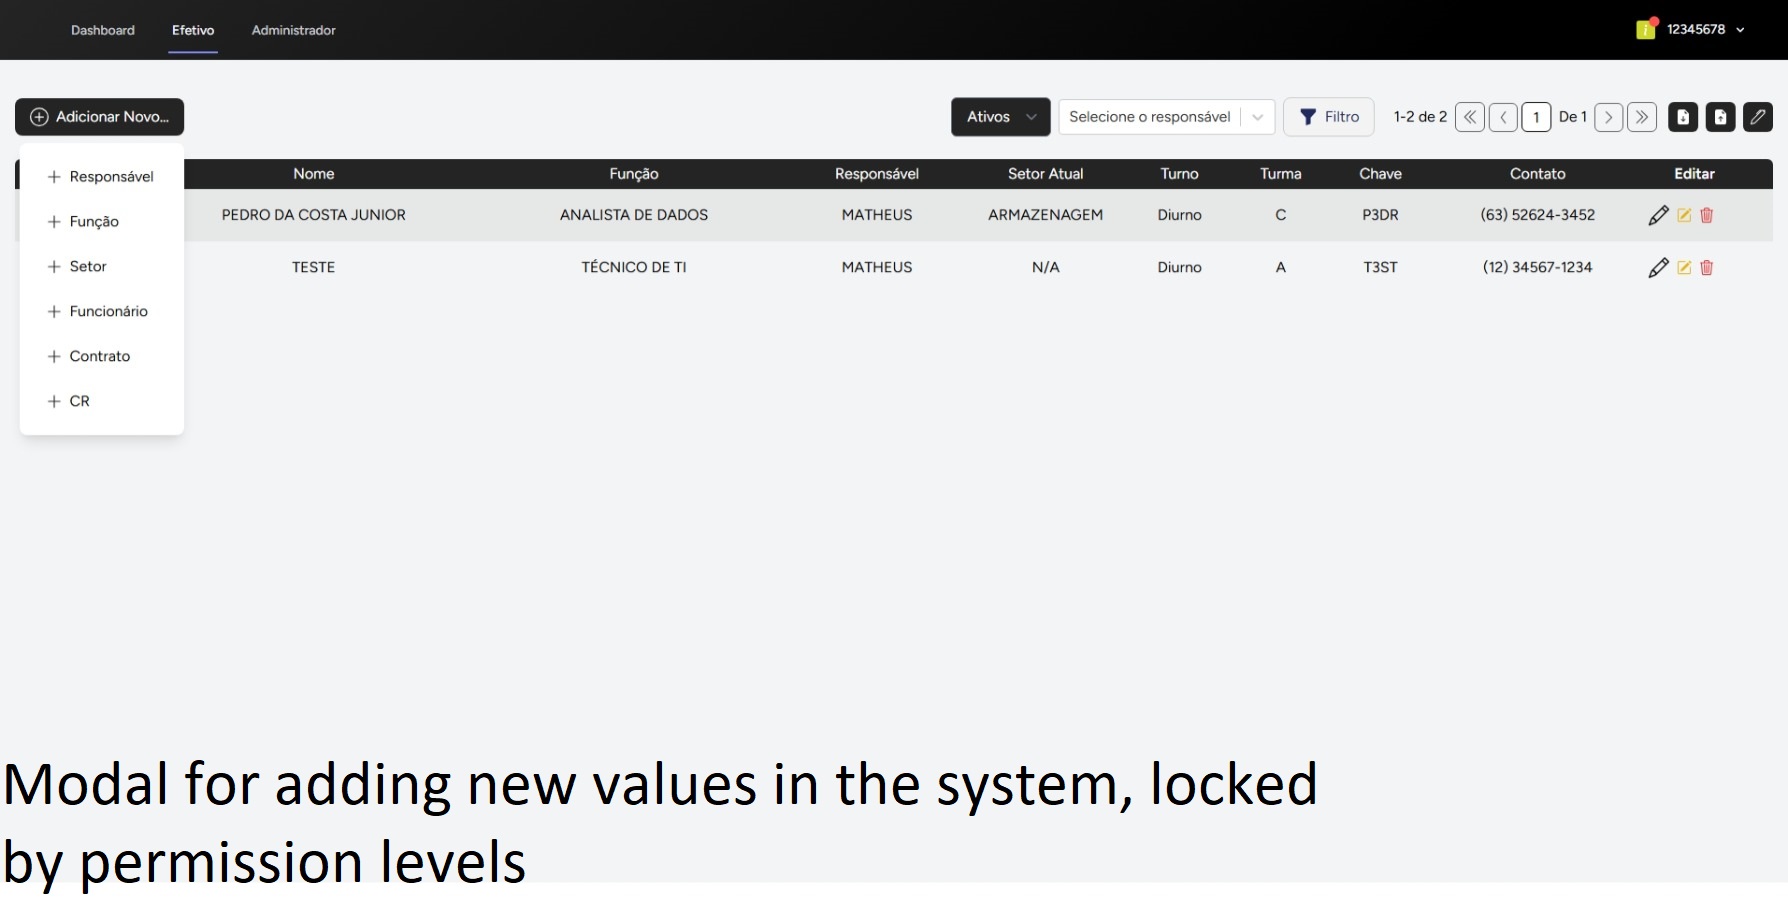 Dashboard Efetivo Administrador 12345678
Adicionar Novo... Ativos Selecione o responsável Filtro 1-2 de 2 1 De 1
Responsável
Função
Setor
Funcionário
Contrato
CR
Nome Função Responsável Setor Atual Turno Turma Chave Contato Editar
PEDRO DA COSTA JUNIOR ANALISTA DE DADOS MATHEUS ARMAZENAGEM Diurno C P3DR (63) 52624-3452
TESTE TÉCNICO DE TI MATHEUS N/A Diurno A T3ST (12) 34567-1234
Modal for adding new values in the system, locked
by permission levels